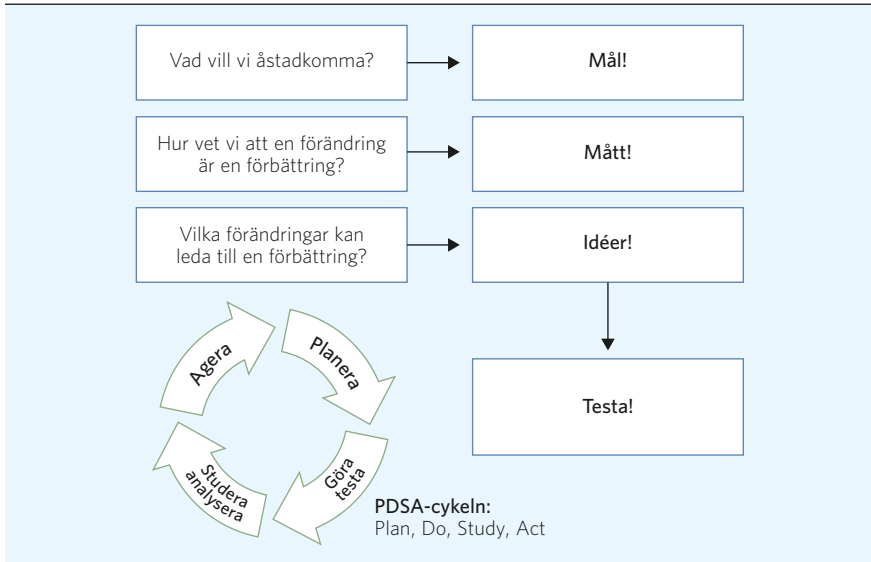 Vad vill vi åstadkomma?
Mål!
Hur vet vi att en förändring
är en förbättring?
Mått!
Vilka förändringar kan
leda till en förbättring?
Idéer!
Testa!
Agera
Planera
Göra
testa
Studera
analysera
PDSA-cykeln:
Plan, Do, Study, Act